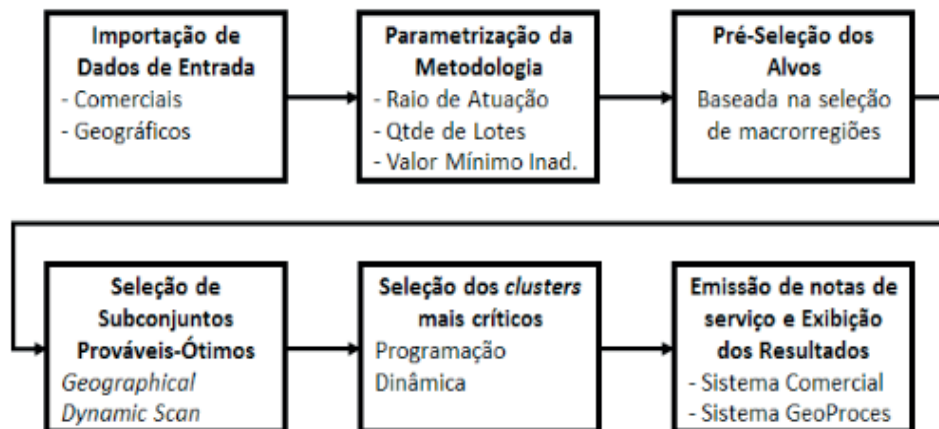 Importação de
Dados de Entrada
- Comerciais
- Geográficos
Parametrização da
Metodologia
- Raio de Atuação
- Qtde de Lotes
- Valor Mínimo Inad.
Pré-Seleção dos
Alvos
Baseada na seleção
de macrorregiões
Seleção de
Subconjuntos
Prováveis-Ótimos
Geographical
Dynamic Scan
Seleção dos clusters
mais críticos
Programação
Dinâmica
Emissão de notas de
serviço e Exibição
dos Resultados
- Sistema Comercial
- Sistema GeoProces